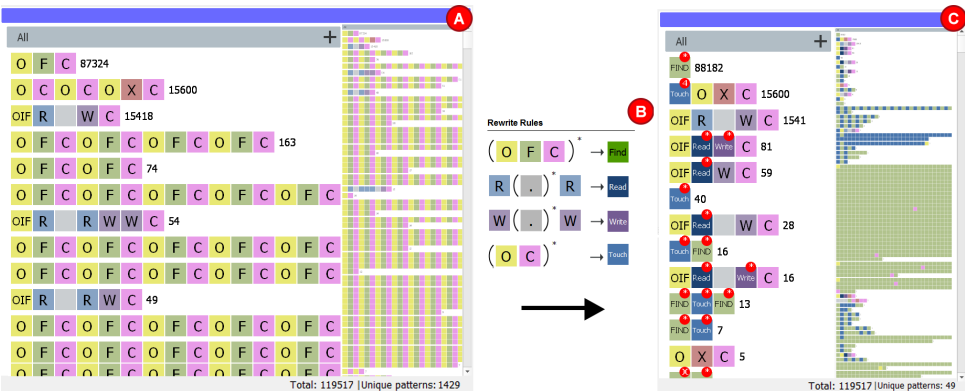 A
All +
O F C 87324
O C O C O X C 15600
OIF R W C 15418
O F C O F C O F C O F C 163
O F C O F C 74
O F C O F C O F C O F C O F C
OIF R R W W C 54
O F C O F C O F C O F C O F C
O F C O F C O F C O F C O F C
OIF R R W C 49
O F C O F C O F C O F C O F C
O F C O F C O F C O F C O F C
Total: 119517 |Unique patterns: 1429
B
Rewrite Rules
( O F C )* → Find
R ( . )* R → Read
W ( . )* W → Write
( O C )* → Touch
C
All +
FIND 88182
Touch O X C 15600
OIF R W C 1541
OIF Read Write C 81
OIF Read W C 59
Touch 40
OIF Read W C 28
Touch FIND 16
OIF Read Write C 16
FIND Touch FIND 13
FIND Touch 7
O X C 5
Total: 119517 |Unique patterns: 49